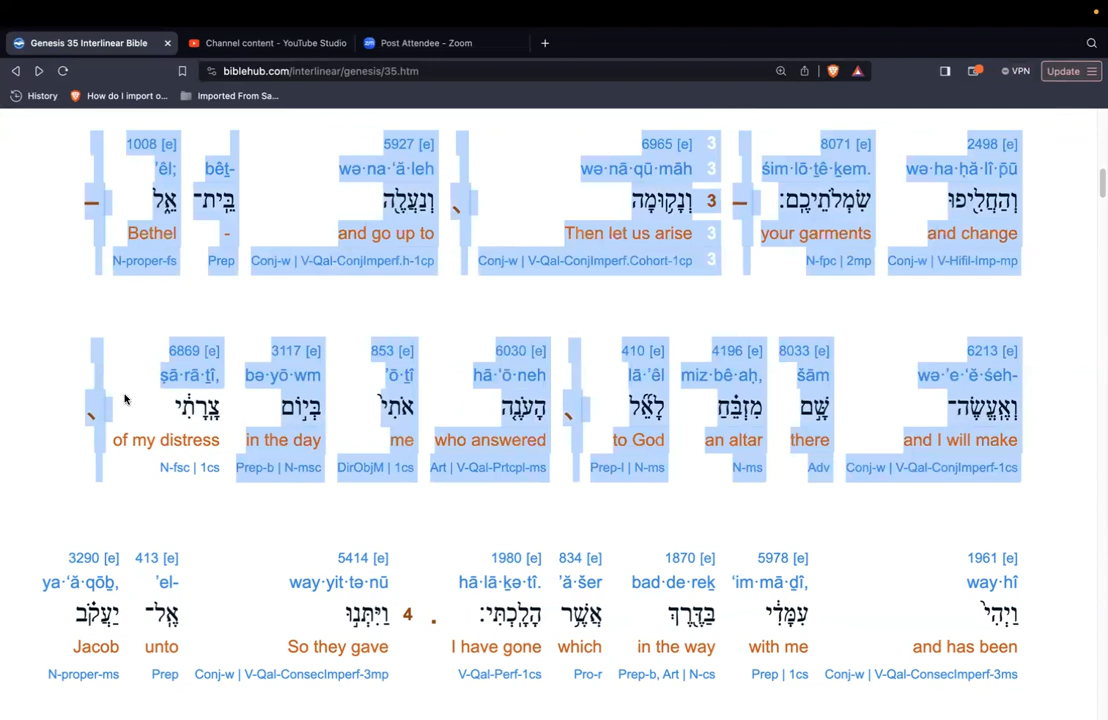 Genesis 35 Interlinear Bible
Channel content - YouTube Studio
Post Attendee - Zoom
biblehub.com/interlinear/genesis/35.htm
VPN
Update
History
How do I import o...
Imported From Sa...
1008 [e] 5927 [e] 6965 [e] 3 8071 [e] 2498 [e]
’êl; bêṯ- wə·na·‘ă·leh wə·nā·qū·māh 3 śim·lō·ṯê·ḵem. wə·ha·ḥă·lî·p̄ū
וְהַחֲלִ֖יפוּ שִׂמְלֹתֵיכֶֽם׃ 3 וְנָק֥וּמָה וְנַעֲלֶ֖ה בֵּֽית־ אֵ֑ל
Bethel - and go up to Then let us arise 3 your garments and change
N-proper-fs Prep Conj-w | V-Qal-ConjImperf.h-1cp Conj-w | V-Qal-ConjImperf.Cohort-1cp 3 N-fpc | 2mp Conj-w | V-Hifil-Imp-mp
6869 [e] 3117 [e] 853 [e] 6030 [e] 410 [e] 4196 [e] 8033 [e] 6213 [e]
ṣā·rā·ṯî, bə·yō·wm ’ō·ṯî hā·‘ō·neh lā·’êl miz·bê·aḥ, šām wə·’e·‘ĕ·śeh-
וְאֶֽעֱשֶׂה־ שָּׁ֣ם מִזְבֵּ֗חַ לָאֵ֞ל הָעֹנֶ֤ה אֹתִי֙ בְּי֣וֹם צָֽרָתִ֔י
of my distress in the day me who answered to God an altar there and I will make
N-fsc | 1cs Prep-b | N-msc DirObjM | 1cs Art | V-Qal-Prtcpl-ms Prep-l | N-ms N-ms Adv Conj-w | V-Qal-ConjImperf-1cs
3290 [e] 413 [e] 5414 [e] 1980 [e] 834 [e] 1870 [e] 5978 [e] 1961 [e]
ya·‘ă·qōḇ, ’el- way·yit·tə·nū hā·lā·ḵə·tî. ’ă·šer bad·de·reḵ ‘im·mā·ḏî, way·hî
וַֽיְהִי֙ עִמָּדִ֔י בַּדֶּ֖רֶךְ אֲשֶׁ֥ר הָלָֽכְתִּי׃ . 4 וַיִּתְּנ֣וּ אֶֽל־ יַעֲקֹ֗ב
Jacob unto So they gave I have gone which in the way with me and has been
N-proper-ms Prep Conj-w | V-Qal-ConsecImperf-3mp V-Qal-Perf-1cs Pro-r Prep-b, Art | N-cs Prep | 1cs Conj-w | V-Qal-ConsecImperf-3ms